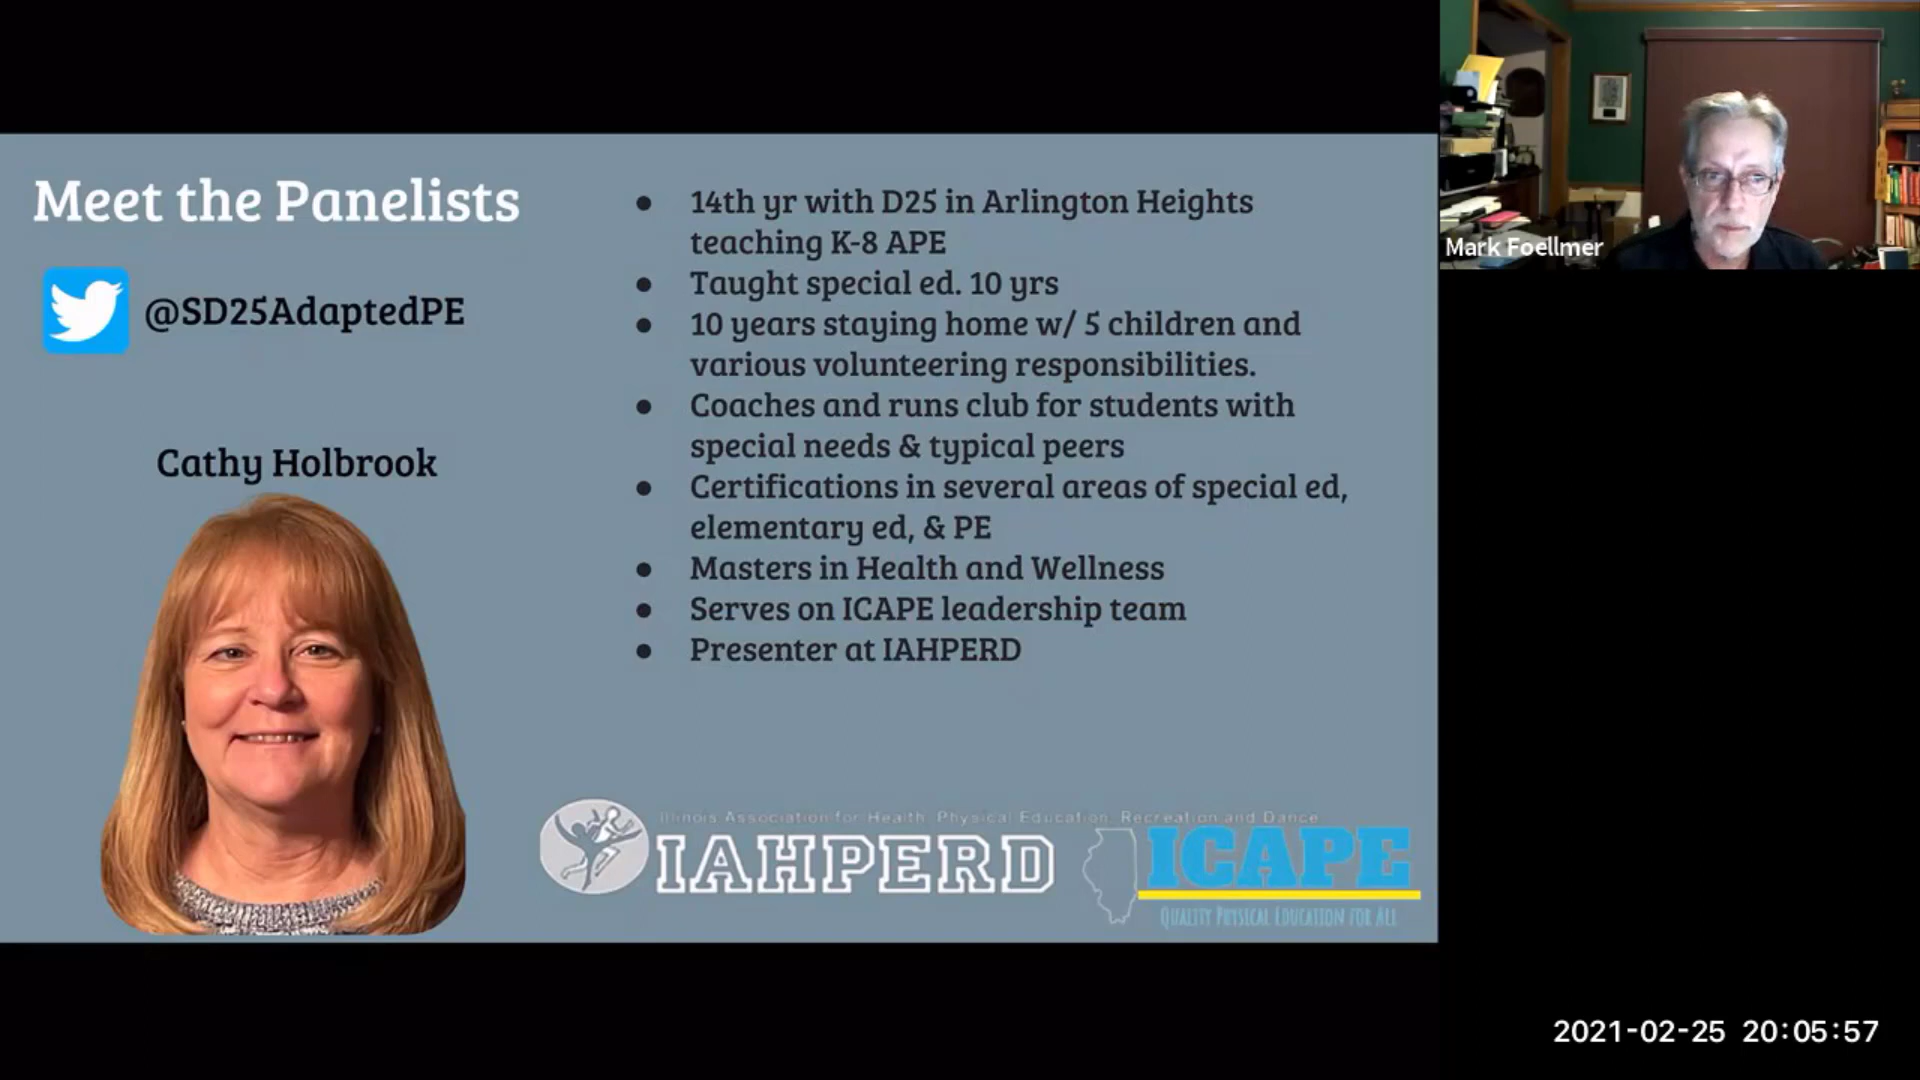 Meet the Panelists
@SD25AdaptedPE
Cathy Holbrook
● 14th yr with D25 in Arlington Heights
teaching K-8 APE
● Taught special ed. 10 yrs
● 10 years staying home w/ 5 children and
various volunteering responsibilities.
● Coaches and runs club for students with
special needs & typical peers
● Certifications in several areas of special ed,
elementary ed, & PE
● Masters in Health and Wellness
● Serves on ICAPE leadership team
● Presenter at IAHPERD
Illinois Association for Health, Physical Education, Recreation and Dance
IAHPERD
ICAPE
QUALITY PHYSICAL EDUCATION FOR ALL
Mark Foellmer
2021-02-25 20:05:57